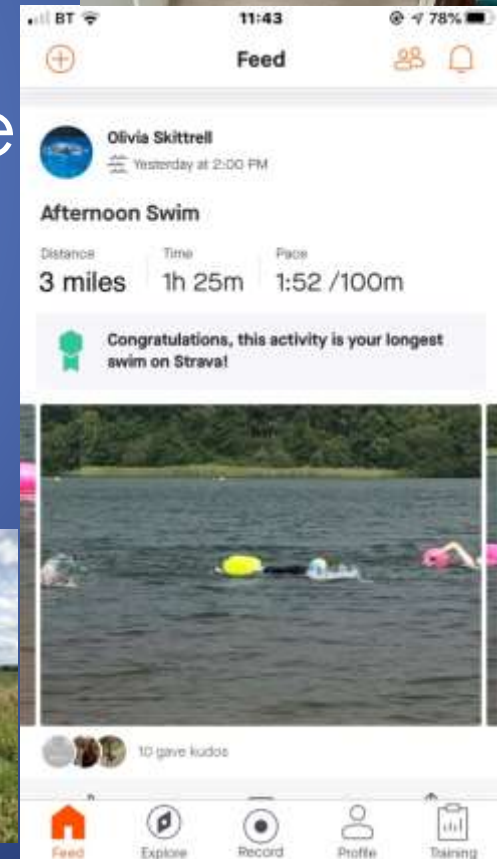 e
BT 11:43 78%
Feed
Olivia Skittrell
Yesterday at 2:00 PM
Afternoon Swim
Distance Time Pace
3 miles 1h 25m 1:52 /100m
Congratulations, this activity is your longest
swim on Strava!
10 gave kudos
Feed Explore Record Profile Training